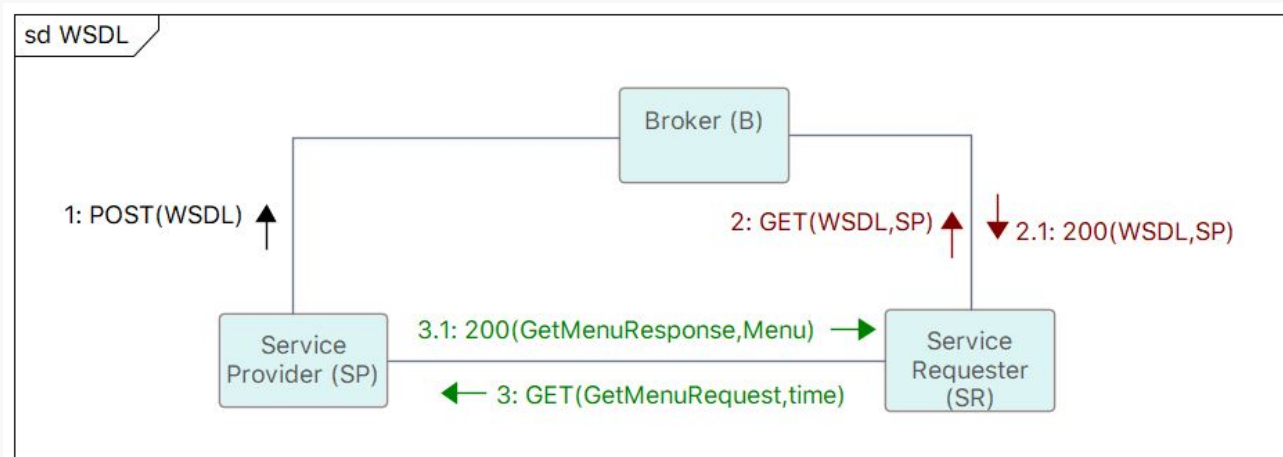 sd WSDL
Broker (B)
1: POST(WSDL)
2: GET(WSDL,SP)
2.1: 200(WSDL,SP)
3.1: 200(GetMenuResponse,Menu)
Service
Provider (SP)
Service
Requester
(SR)
3: GET(GetMenuRequest,time)